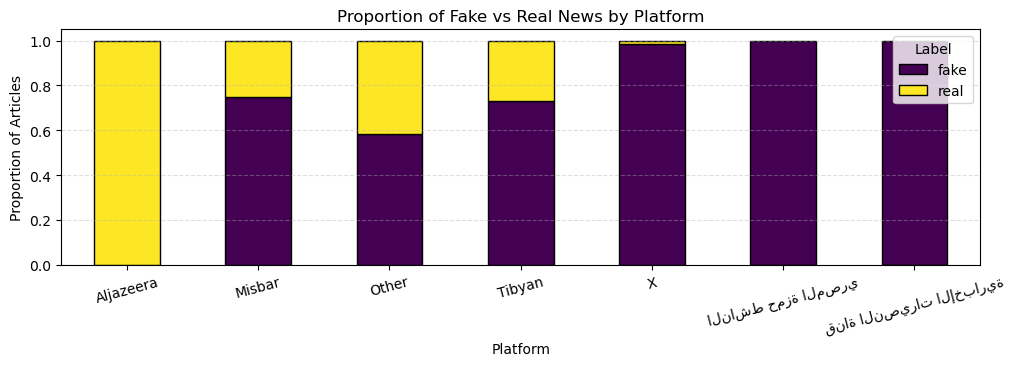 Proportion of Fake vs Real News by Platform
Proportion of Articles
1.0
0.8
0.6
0.4
0.2
0.0
Label
fake
real
Aljazeera
Misbar
Other
Tibyan
X
الناشط حمزة المصري
قناة النصيرات الإخبارية
Platform